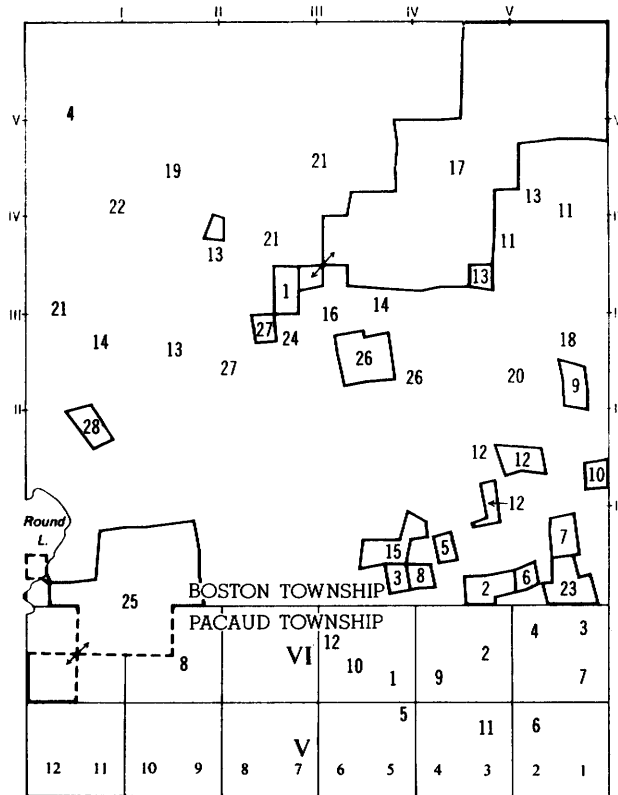 I II III IV V
4
V V
17
19 21
13
22 11
IV I
21 11
13
13
1
21 16 14
III I
27 24 18
14 13
26
27 26 20 9
II
28 12 12
10
12
I
Round 7
L. 15 5
3 8 6
BOSTON TOWNSHIP 2 23
25
PACAUD TOWNSHIP
4 3
12
VI 2
8 10
1 9 7
5
11 6
V
12 11 10 9 8 7 6 5 4 3 2 1